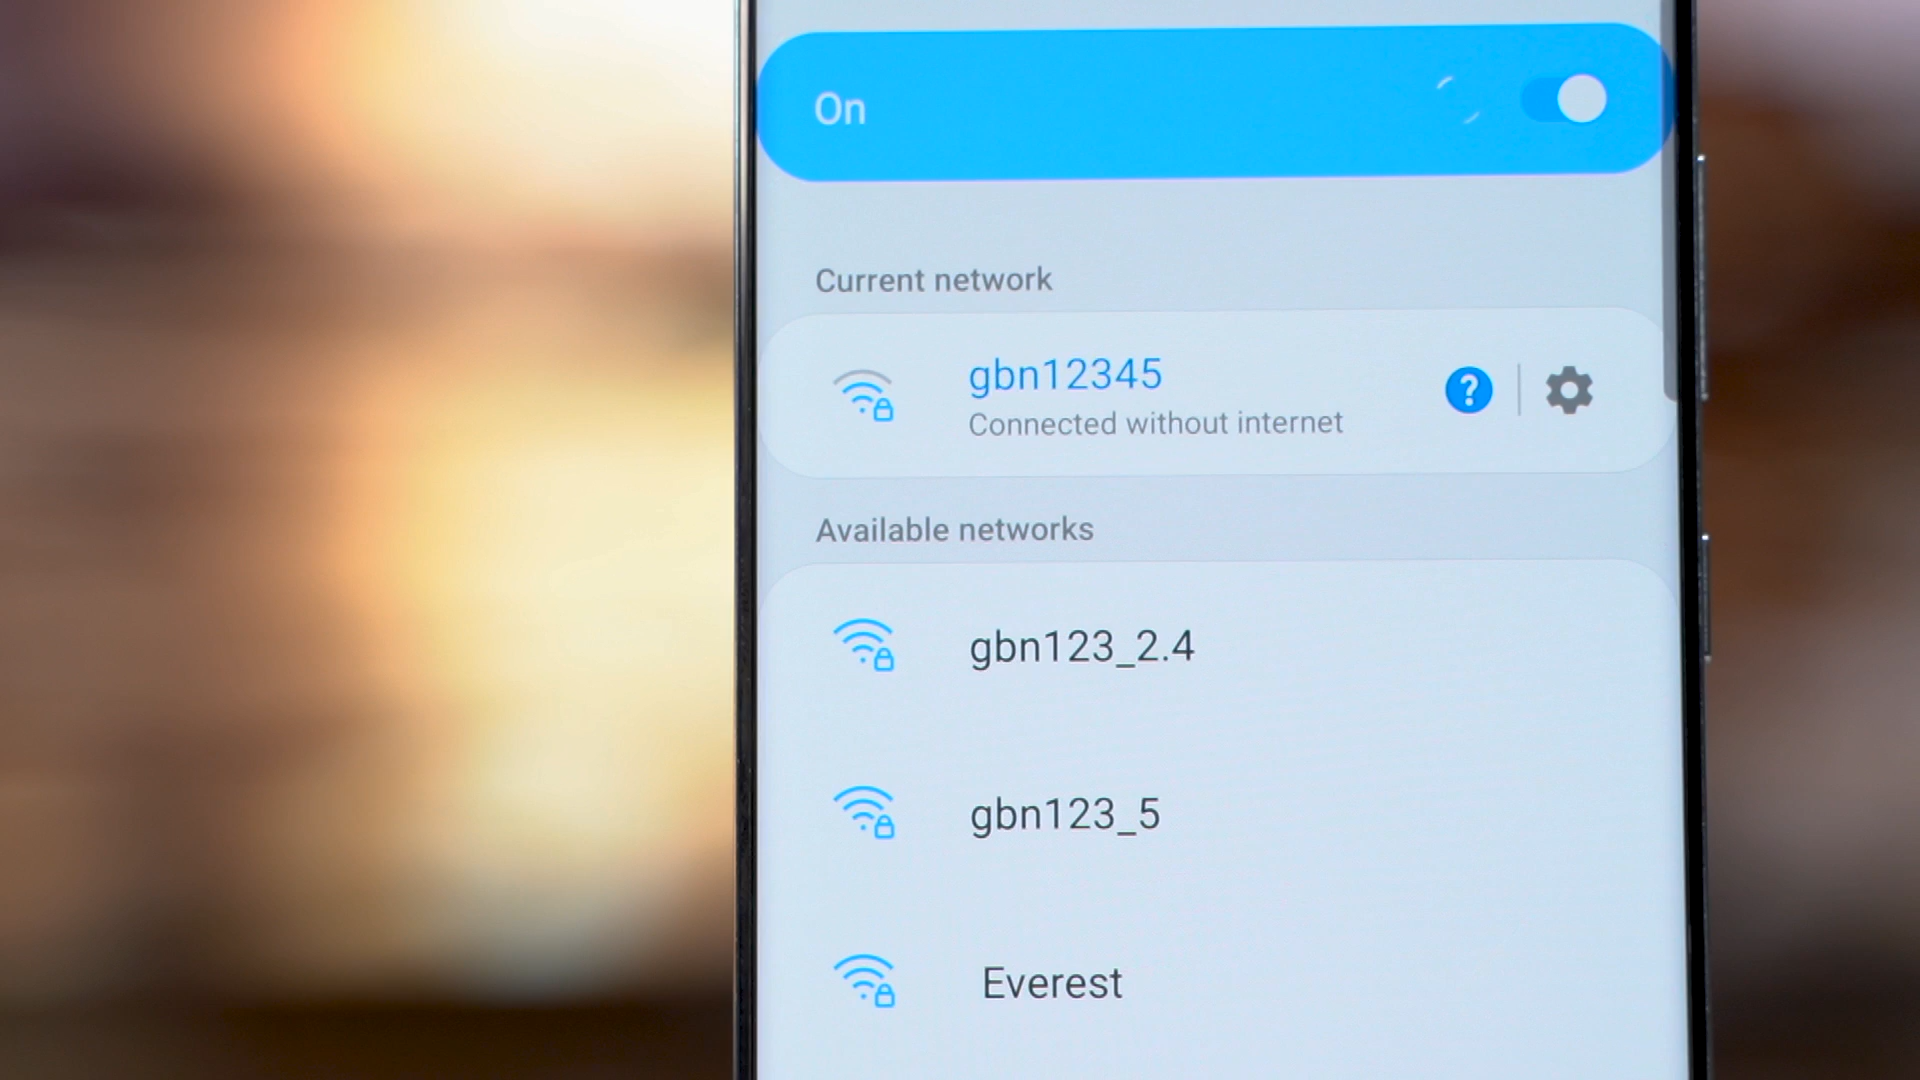 On
Current network
gbn12345
Connected without internet
Available networks
gbn123_2.4
gbn123_5
Everest